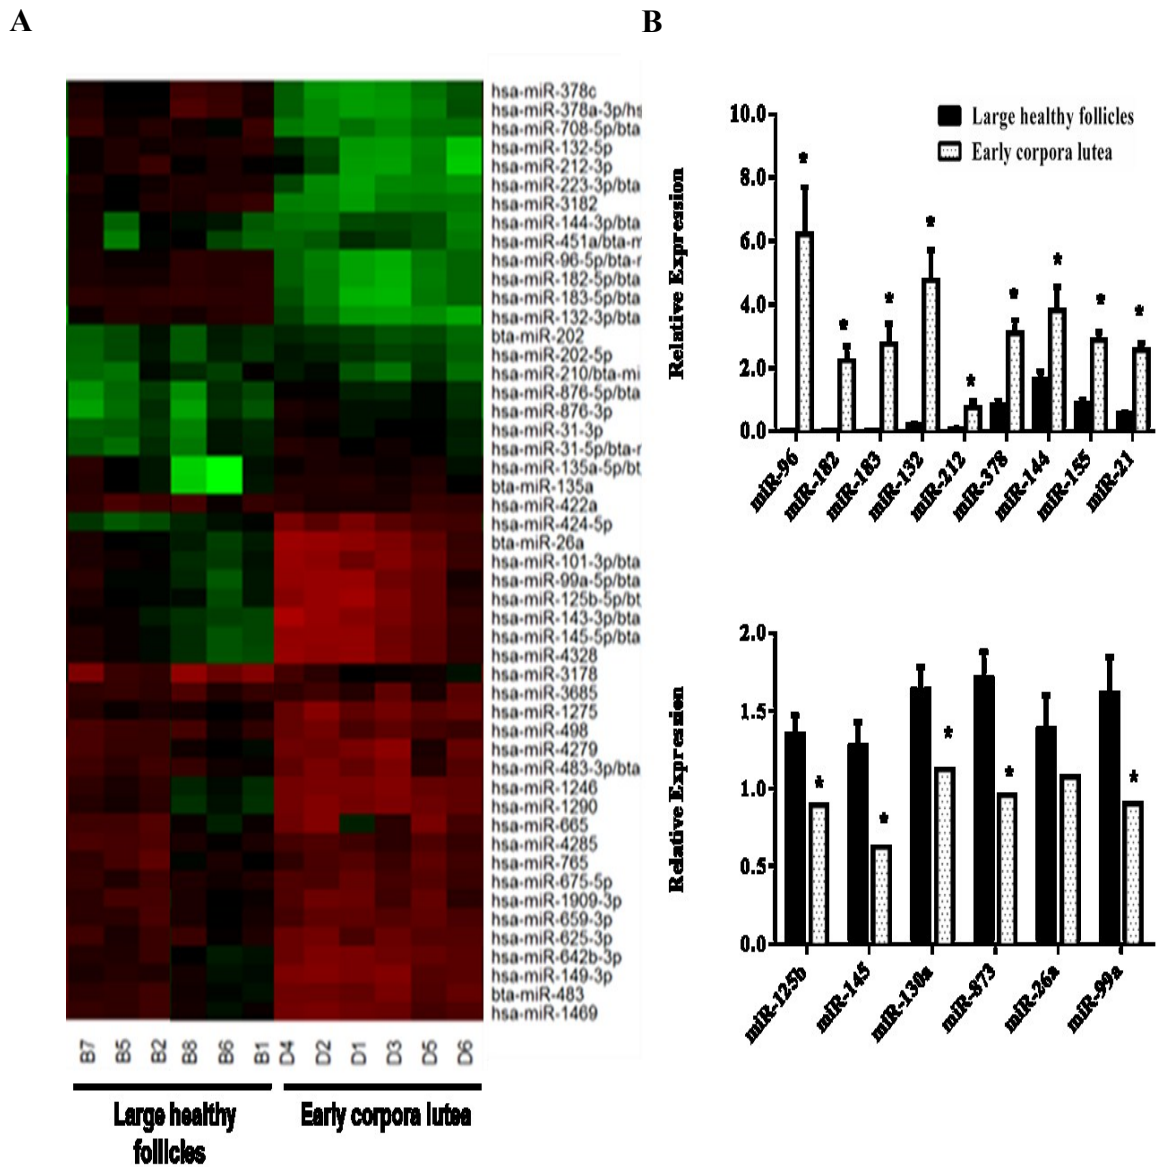 A
B
hsa-miR-378c
hsa-miR-378a-3p/hs
hsa-miR-708-5p/bta
hsa-miR-132-5p
hsa-miR-212-3p
hsa-miR-223-3p/bta
hsa-miR-3182
hsa-miR-144-3p/bta
hsa-miR-451a/bta-m
hsa-miR-96-5p/bta-r
hsa-miR-182-5p/bta
hsa-miR-183-5p/bta
hsa-miR-132-3p/bta
bta-miR-202
hsa-miR-202-5p
hsa-miR-210/bta-mi
hsa-miR-876-5p/bta
hsa-miR-876-3p
hsa-miR-31-3p
hsa-miR-31-5p/bta-r
hsa-miR-135a-5p/bt
bta-miR-135a
hsa-miR-422a
hsa-miR-424-5p
bta-miR-26a
hsa-miR-101-3p/bta
hsa-miR-99a-5p/bta
hsa-miR-125b-5p/bt
hsa-miR-143-3p/bta
hsa-miR-145-5p/bta
hsa-miR-4328
hsa-miR-3178
hsa-miR-3685
hsa-miR-1275
hsa-miR-498
hsa-miR-4279
hsa-miR-483-3p/bta
hsa-miR-1246
hsa-miR-1290
hsa-miR-665
hsa-miR-4285
hsa-miR-765
hsa-miR-675-5p
hsa-miR-1909-3p
hsa-miR-659-3p
hsa-miR-625-3p
hsa-miR-642b-3p
hsa-miR-149-3p
bta-miR-483
hsa-miR-1469
B7 B5 B2 B8 B6 B1 D4 D2 D1 D3 D5 D6
Large healthy
follicles
Early corpora lutea
Large healthy follicles
Early corpora lutea
Relative Expression
10.0
8.0
6.0
4.0
2.0
0.0
* * * * * * * * *
miR-96 miR-182 miR-183 miR-132 miR-212 miR-378 miR-144 miR-155 miR-21
Relative Expression
2.0
1.5
1.0
0.5
0.0
* * * * *
miR-125b miR-145 miR-130a miR-873 miR-26a miR-99a